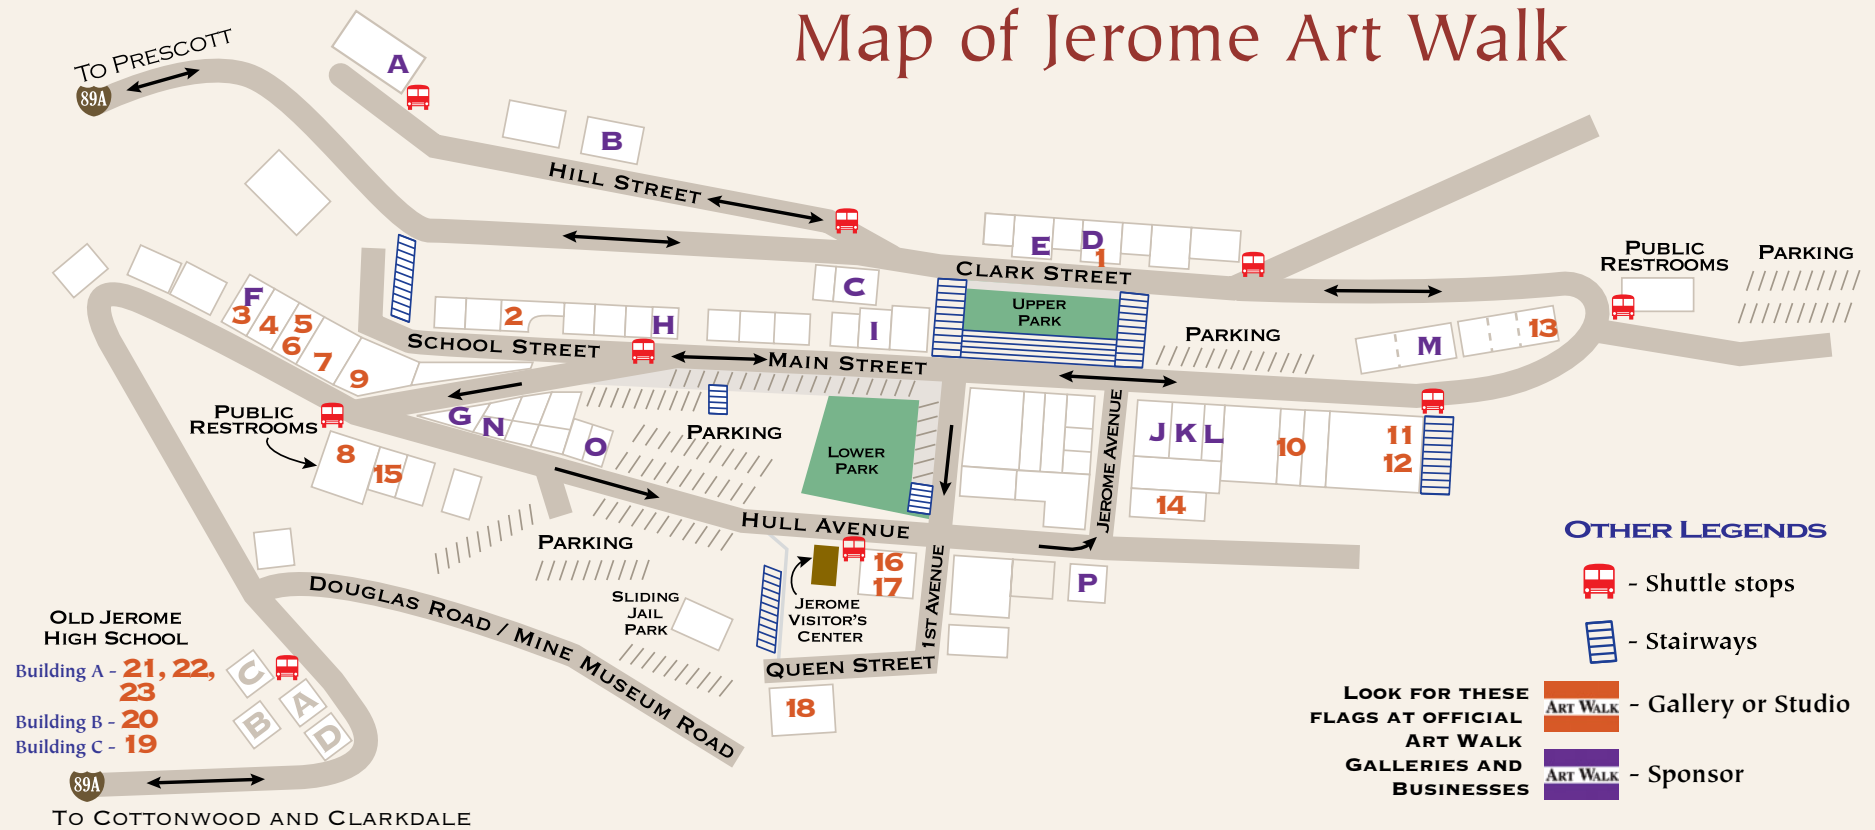 Map of Jerome Art Walk
To Prescott
89A
A
B
Hill Street
E
D
1
Clark Street
C
Upper
Park
Public
Restrooms
Parking
F
3
4
5
6
7
9
2
H
I
School Street
Main Street
Parking
M
13
Public
Restrooms
G
N
O
Parking
Lower
Park
Jerome Avenue
J
K
L
10
11
12
14
8
15
Hull Avenue
Parking
16
17
1st Avenue
P
Jerome
Visitor's
Center
Sliding
Jail
Park
Douglas Road / Mine Museum Road
Queen Street
18
Old Jerome
High School
Building A - 21, 22,
23
Building B - 20
Building C - 19
C
A
B
D
89A
To Cottonwood and Clarkdale
Other Legends
- Shuttle stops
- Stairways
Look for these
flags at official
Art Walk
Galleries and
Businesses
Art Walk
- Gallery or Studio
Art Walk
- Sponsor